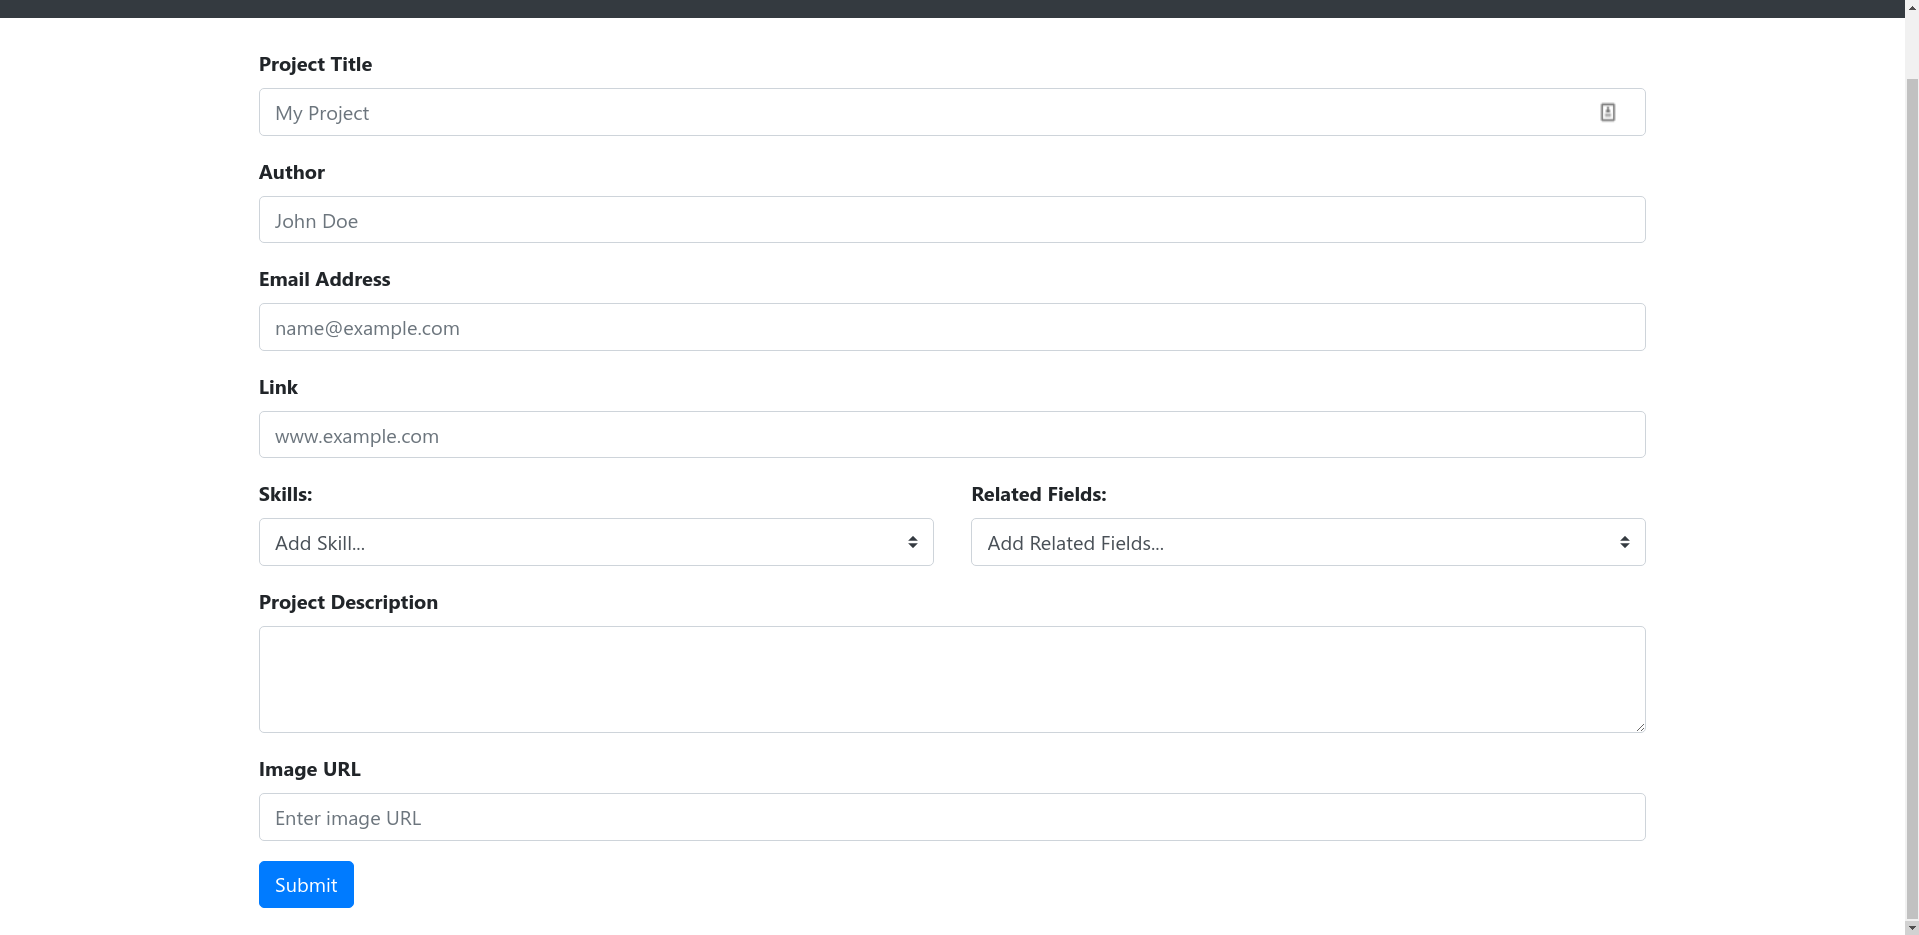 Project Title
My Project
Author
John Doe
Email Address
name@example.com
Link
www.example.com
Skills:
Related Fields:
Add Skill...
Add Related Fields...
Project Description
Image URL
Enter image URL
Submit